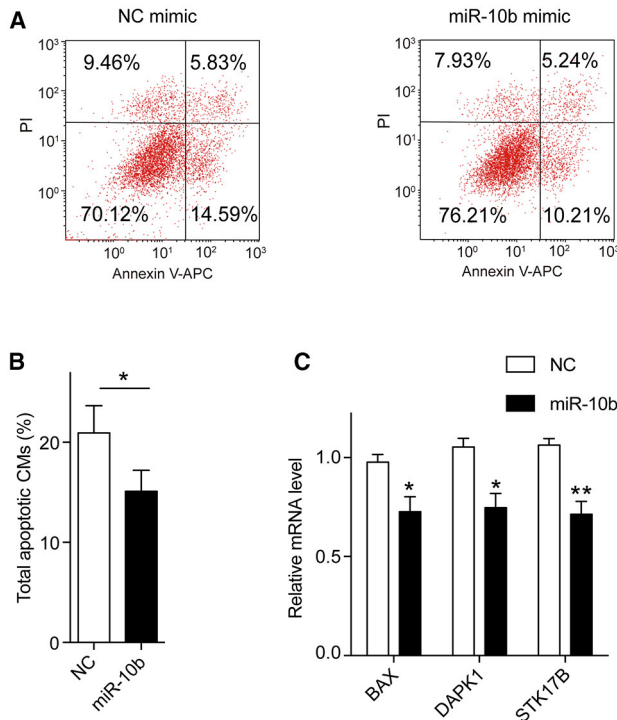 A
NC mimic
miR-10b mimic
10³
10²
10¹
10⁰
PI
9.46%
5.83%
70.12%
14.59%
10⁰
10¹
10²
10³
Annexin V-APC
10³
10²
10¹
10⁰
PI
7.93%
5.24%
76.21%
10.21%
10⁰
10¹
10²
10³
Annexin V-APC
B
Total apoptotic CMs (%)
20
10
0
*
NC
miR-10b
C
NC
miR-10b
Relative mRNA level
1.0
0.5
0.0
*
*
**
BAX
DAPK1
STK17B